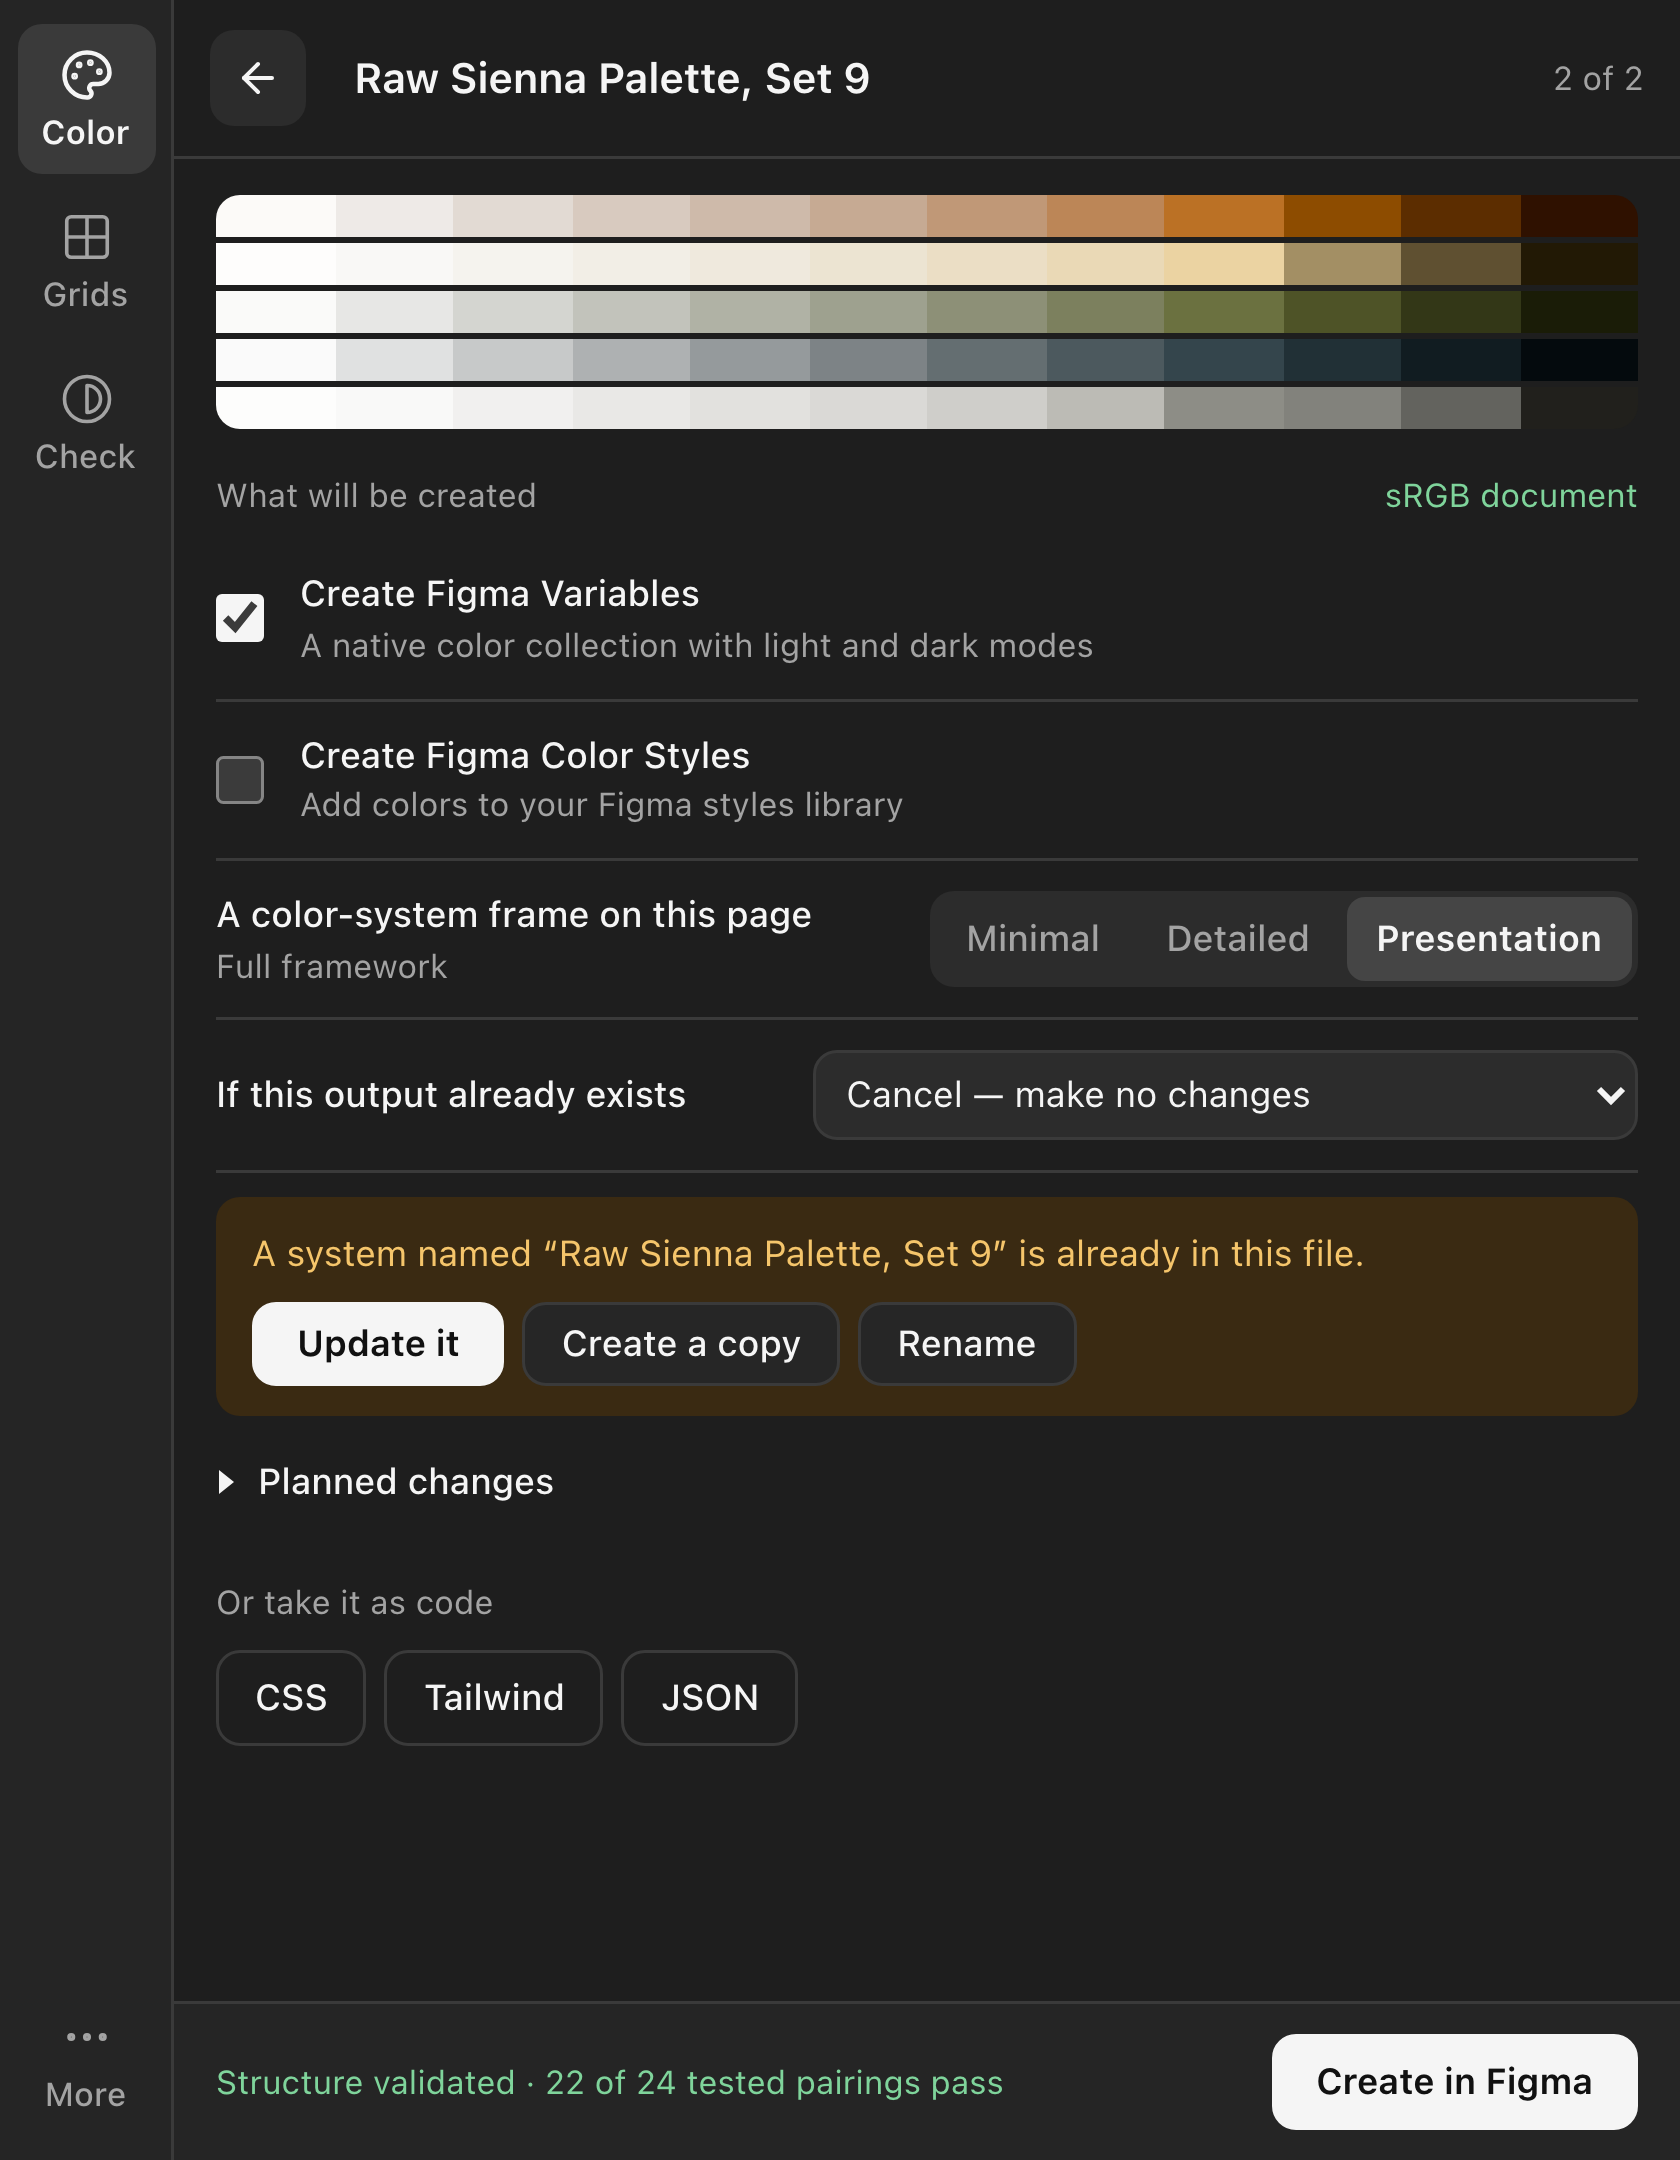 Color
Grids
Check
More
Raw Sienna Palette, Set 9
2 of 2
What will be created
sRGB document
Create Figma Variables
A native color collection with light and dark modes
Create Figma Color Styles
Add colors to your Figma styles library
A color-system frame on this page
Full framework
Minimal
Detailed
Presentation
If this output already exists
Cancel — make no changes
A system named “Raw Sienna Palette, Set 9” is already in this file.
Update it
Create a copy
Rename
Planned changes
Or take it as code
CSS
Tailwind
JSON
Structure validated · 22 of 24 tested pairings pass
Create in Figma